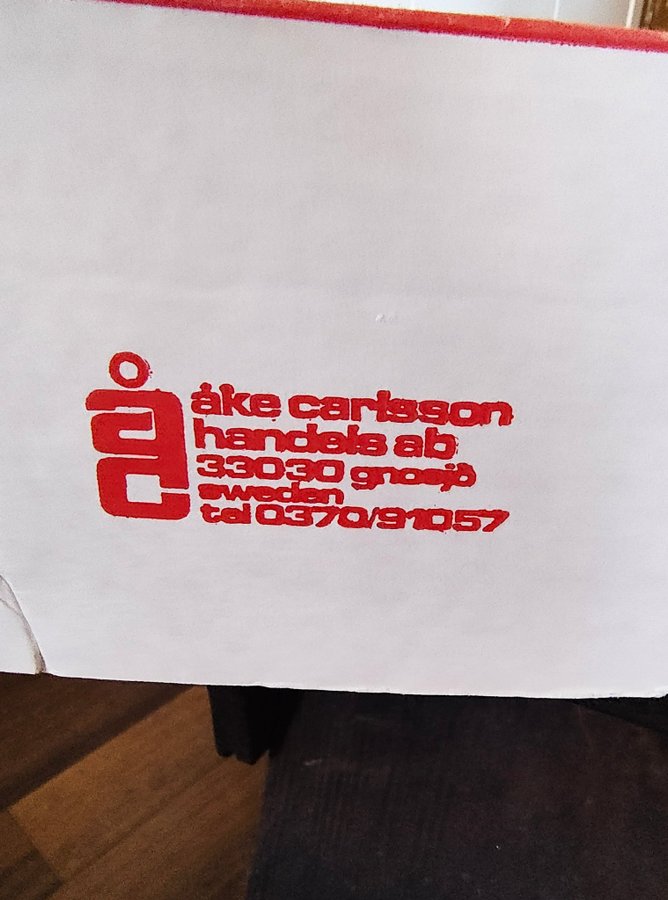 åc
åke carlsson
handels ab
33030 gnosjö
sweden
tel 0370/91057